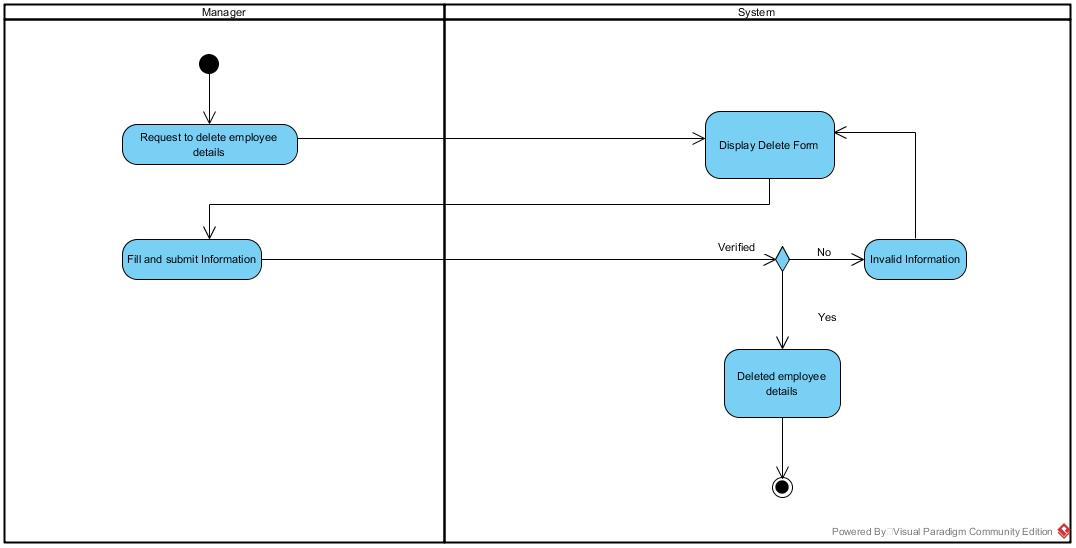 Manager
System
Request to delete employee
details
Display Delete Form
Fill and submit Information
Verified
No
Invalid Information
Yes
Deleted employee
details
Powered By Visual Paradigm Community Edition